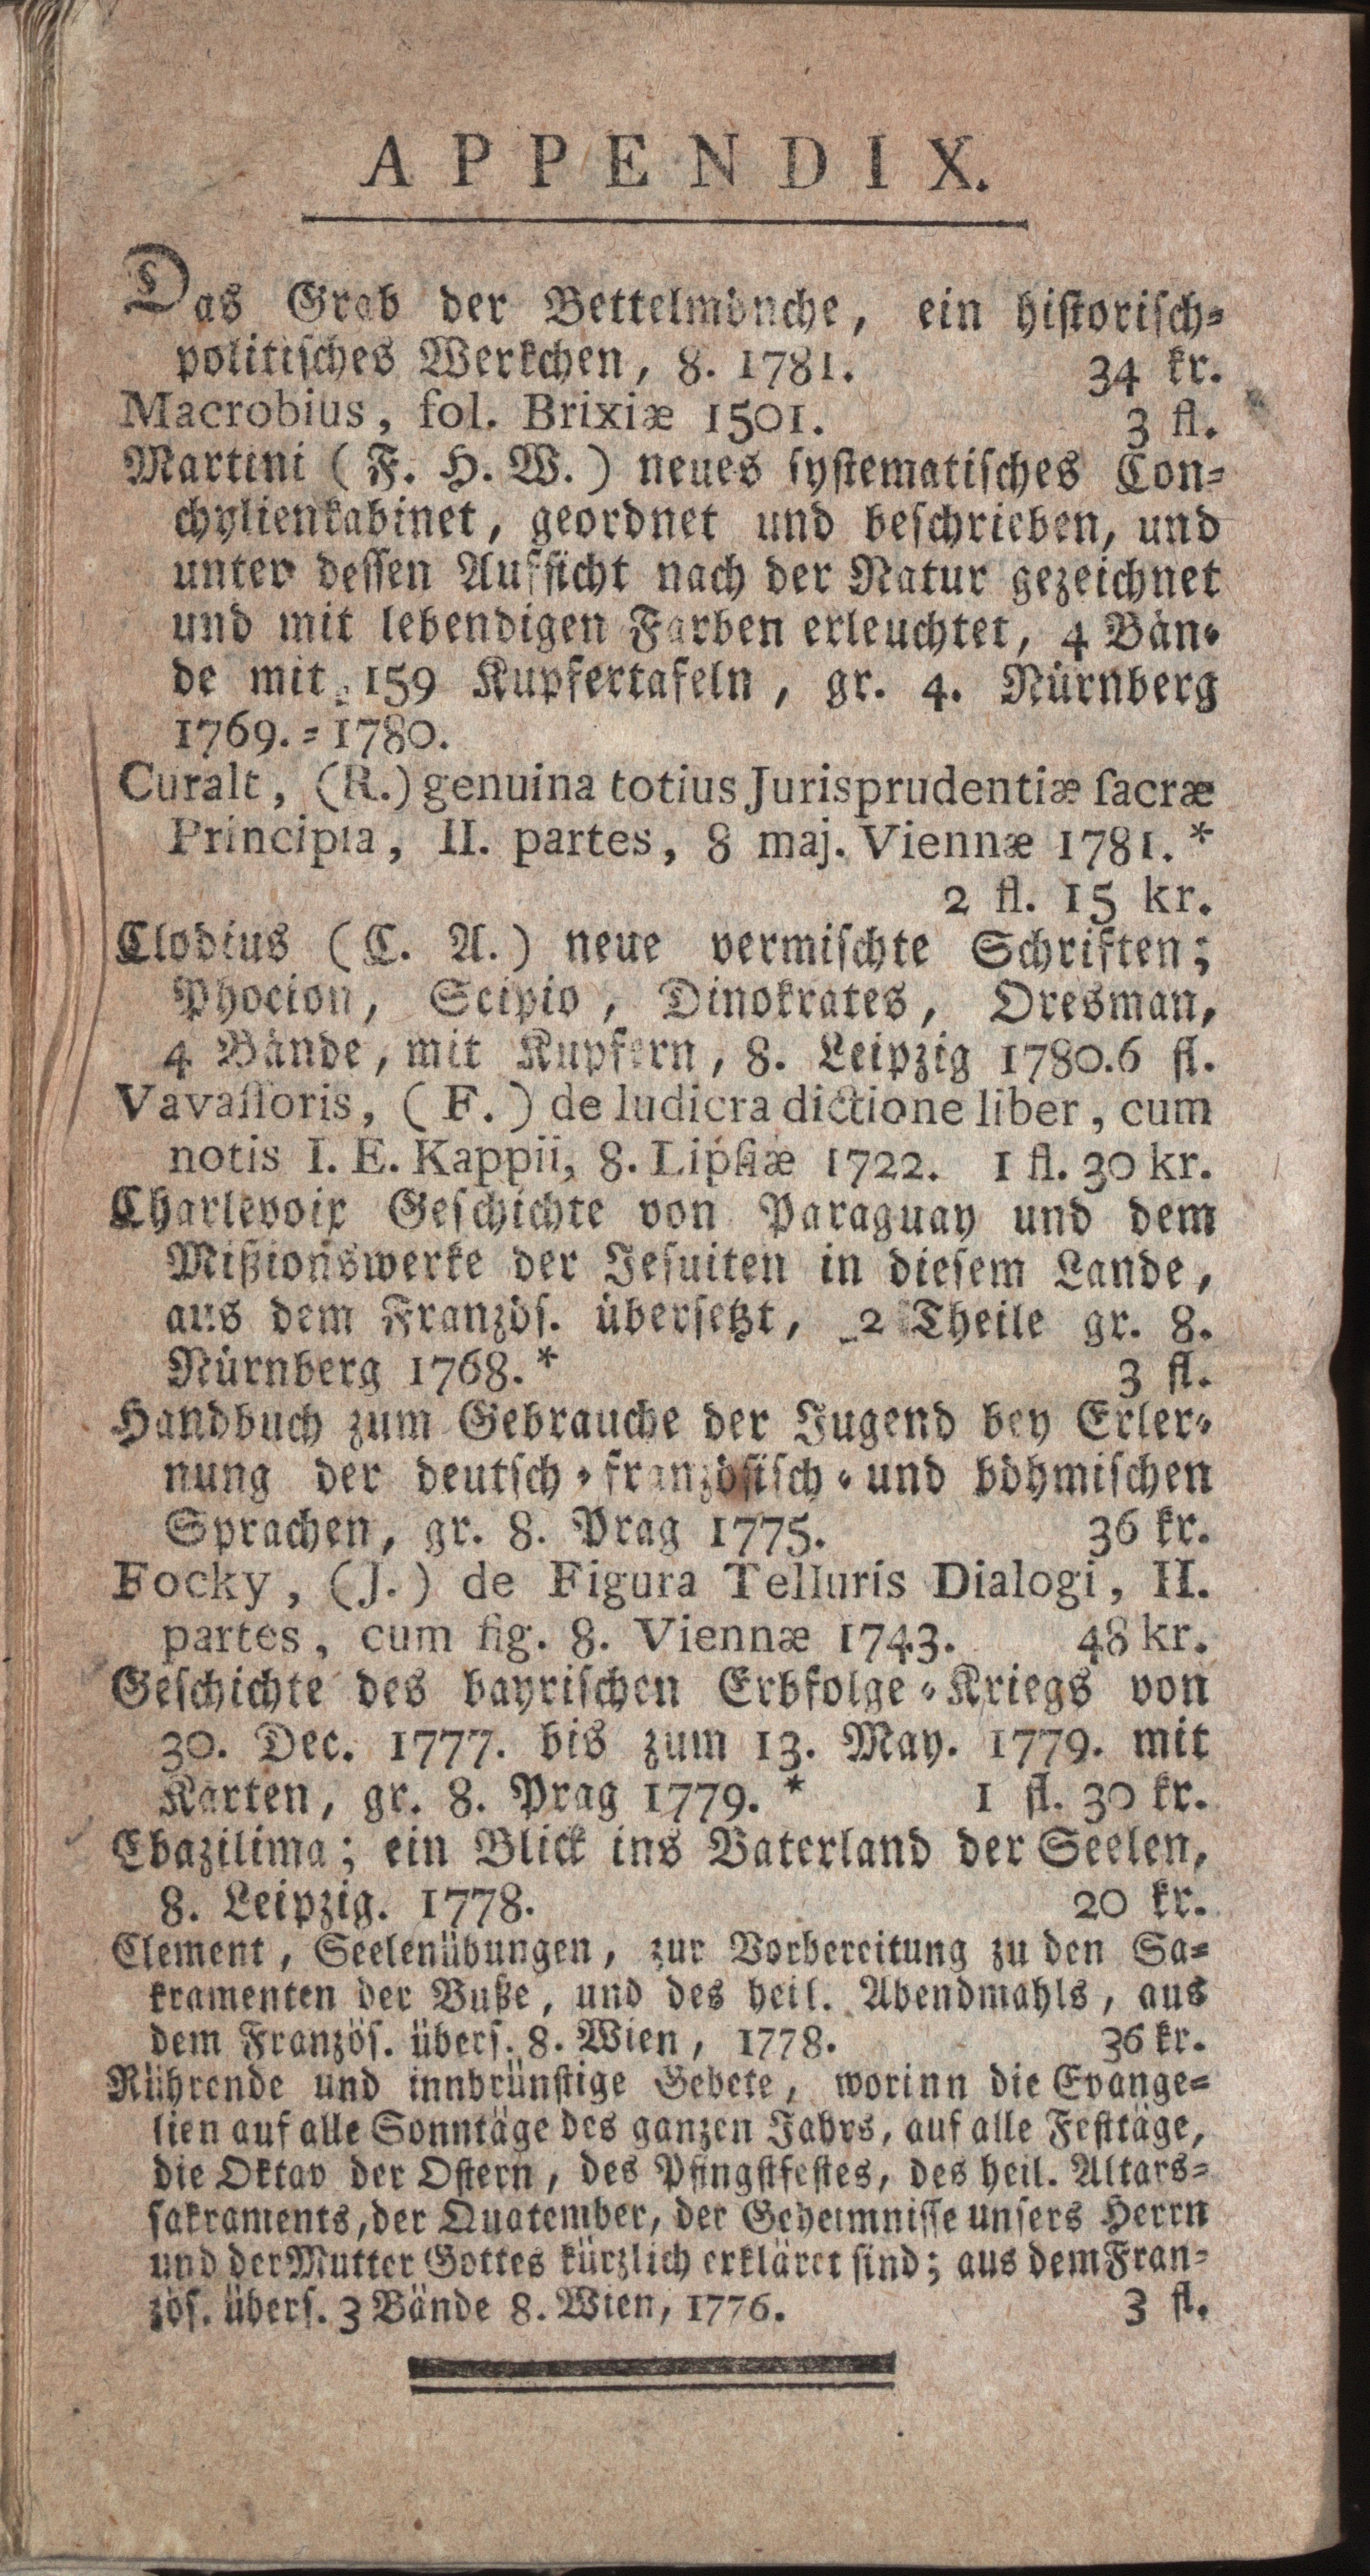 APPENDIX.
Das Grab der Bettelmönche, ein historisch-
politisches Werkchen, 8. 1781. 34 kr.
Macrobius, fol. Brixiæ 1501. 3 fl.
Martini (F. H. W.) neues systematisches Con-
chylienkabinet, geordnet und beschrieben, und
unter dessen Aufsicht nach der Natur gezeichnet
und mit lebendigen Farben erleuchtet, 4 Bän-
de mit 159 Kupfertafeln, gr. 4. Nürnberg
1769.-1780.
Curalt, (R.) genuina totius Jurisprudentiæ ſacræ
Principia, II. partes, 8 maj. Viennæ 1781. *
2 fl. 15 kr.
Clodius (C. A.) neue vermischte Schriften;
Phocion, Scipio, Dinokrates, Oresman,
4 Bände, mit Kupfern, 8. Leipzig 1780. 6 fl.
Vavaſſoris, (F.) de ludicra dictione liber, cum
notis I. E. Kappii, 8. Lipſiæ 1722. 1 fl. 30 kr.
Charlevoix Geschichte von Paraguay und dem
Mißionswerke der Jesuiten in diesem Lande,
aus dem Französ. übersetzt, 2 Theile gr. 8.
Nürnberg 1768. * 3 fl.
Handbuch zum Gebrauche der Jugend bey Erler-
nung der deutsch-französisch-und böhmischen
Sprachen, gr. 8. Prag 1775. 36 kr.
Focky, (J.) de Figura Telluris Dialogi, II.
partes, cum fig. 8. Viennæ 1743. 48 kr.
Geschichte des bayrischen Erbfolge-Kriegs von
30. Dec. 1777. bis zum 13. May. 1779. mit
Karten, gr. 8. Prag 1779. * 1 fl. 30 kr.
Ebazilima; ein Blick ins Vaterland der Seelen,
8. Leipzig. 1778. 20 kr.
Clement, Seelenübungen, zur Vorbereitung zu den Sa-
kramenten der Buße, und des heil. Abendmahls, aus
dem Französ. übers. 8. Wien, 1778. 36 kr.
Rührende und innbrünstige Gebete, worinn die Evange-
lien auf alle Sonntäge des ganzen Jahrs, auf alle Festtäge,
die Oktav der Ostern, des Pfingstfestes, des heil. Altars-
sakraments, der Quatember, der Geheimnisse unsers Herrn
und der Mutter Gottes kürzlich erkläret sind; aus dem Fran-
zös. übers. 3 Bände 8. Wien, 1776. 3 fl.